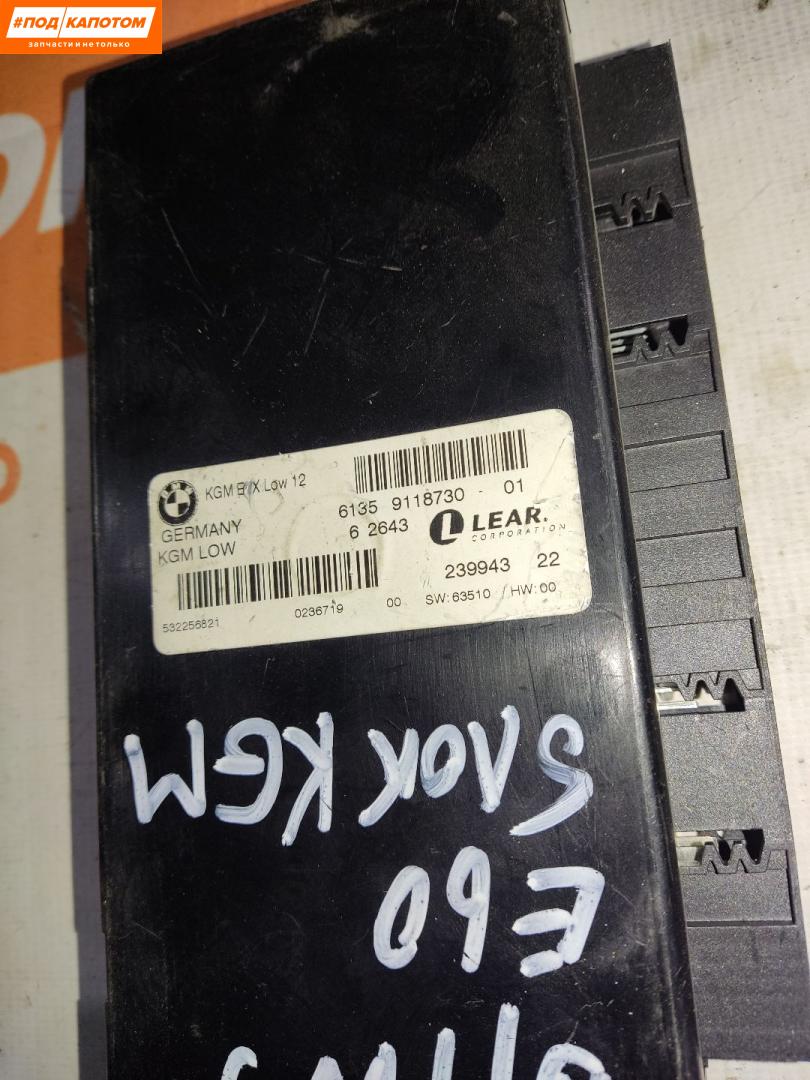 #ПОД КАПОТОМ
запчасти и не только
KGM E/X Low 12
6135 9118730 - 01
GERMANY
6 2643
LEAR.
CORPORATION
KGM LOW
239943 22
532256821
0236719 00 SW:63510 / HW:00
БЛОК KGM
E60